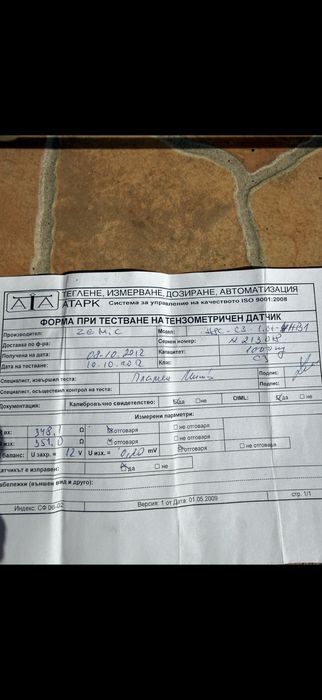 ТЕГЛЕНЕ, ИЗМЕРВАНЕ, ДОЗИРАНЕ, АВТОМАТИЗАЦИЯ
АТАРК Система за управление на качеството ISO 9001:2008
ФОРМА ПРИ ТЕСТВАНЕ НА ТЕНЗОМЕТРИЧЕН ДАТЧИК
Производител: ZEMIC Модел:
Доставка по ф-ра: Сериен номер:
Получена на дата: 08.10.2012 Капацитет: 1000 kg
Дата на тестване: 10.10.2012 Клас: C3
Специалист, извършил теста: Подпис:
Специалист, осъществил контрол на теста: Подпис:
Документация: Калибровъчно свидетелство: да не OIML: да не
Измерени параметри:
вх: Ω отговаря не отговаря
изх: 351.0 Ω отговаря не отговаря
баланс: U захр. = 12 V U изх. = 0,20 mV отговаря не отговаря
датчикът е изправен: да не
абележки (външен вид и друго):
Индекс: СФ 06-02 Версия: 1 от Дата: 01.05.2009 стр. 1/1